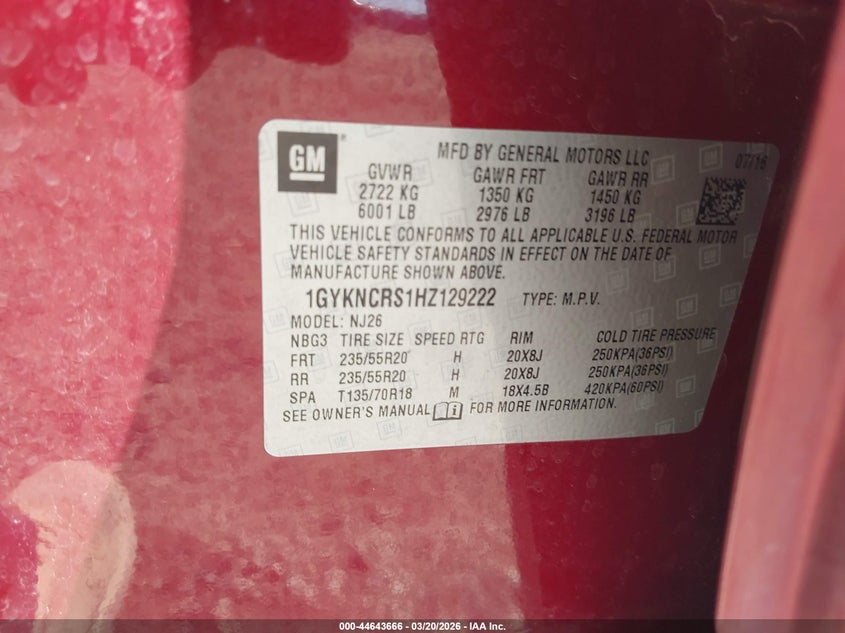 GM
MFD BY GENERAL MOTORS LLC 07/16
GVWR GAWR FRT GAWR RR
2722 KG 1350 KG 1450 KG
6001 LB 2976 LB 3196 LB
THIS VEHICLE CONFORMS TO ALL APPLICABLE U.S. FEDERAL MOTOR
VEHICLE SAFETY STANDARDS IN EFFECT ON THE DATE OF
MANUFACTURE SHOWN ABOVE.
1GYKNCRS1HZ129222 TYPE: M.P.V.
MODEL: NJ26
NBG3 TIRE SIZE SPEED RTG RIM COLD TIRE PRESSURE
FRT 235/55R20 H 20X8J 250KPA(36PSI)
RR 235/55R20 H 20X8J 250KPA(36PSI)
SPA T135/70R18 M 18X4.5B 420KPA(60PSI)
SEE OWNER'S MANUAL FOR MORE INFORMATION.
000-44643666 — 03/20/2026 — IAA Inc.